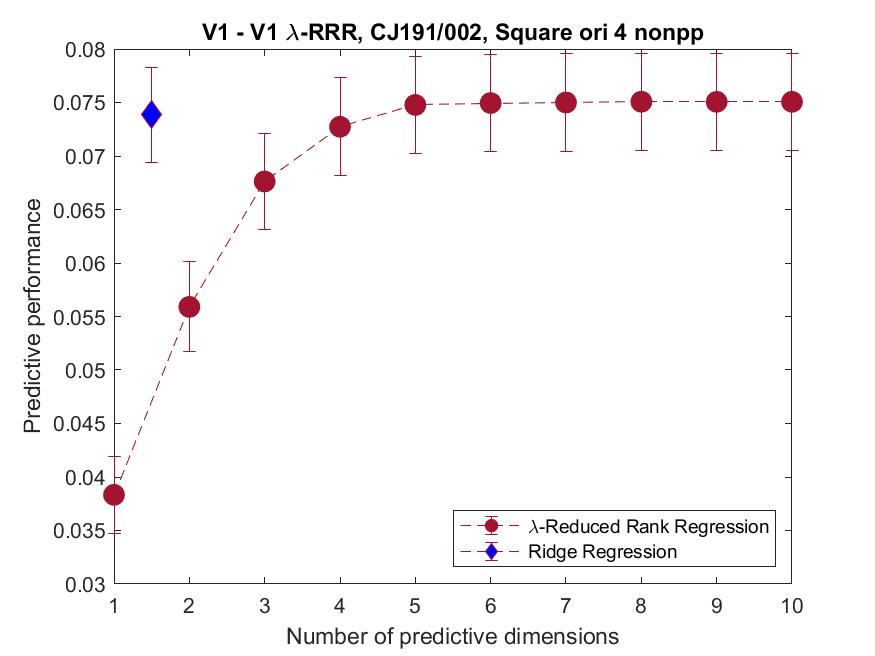 V1 - V1 λ-RRR, CJ191/002, Square ori 4 nonpp
0.08
0.075
0.07
0.065
0.06
0.055
0.05
0.045
0.04
0.035
0.03
Predictive performance
λ-Reduced Rank Regression
Ridge Regression
1 2 3 4 5 6 7 8 9 10
Number of predictive dimensions